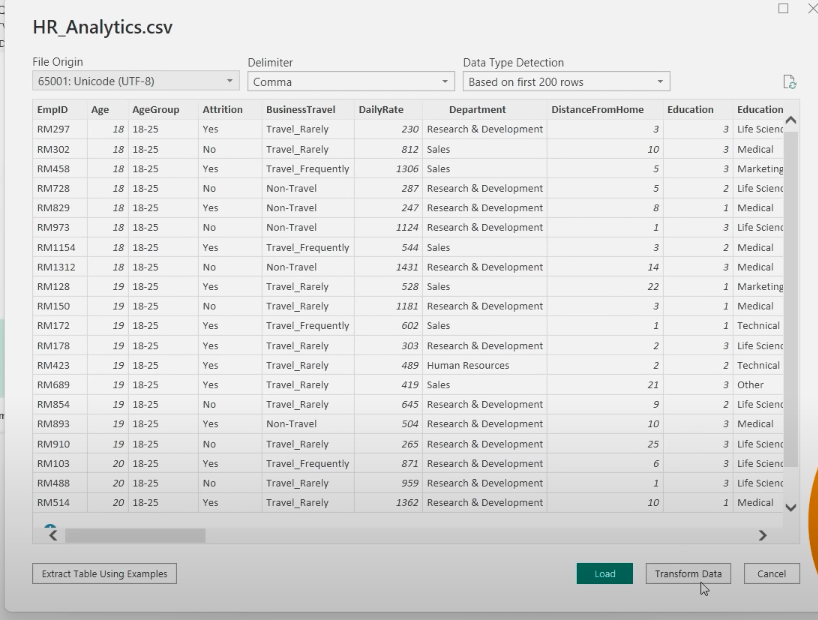 HR_Analytics.csv
File Origin Delimiter Data Type Detection
65001: Unicode (UTF-8) Comma Based on first 200 rows
EmpID Age AgeGroup Attrition BusinessTravel DailyRate Department DistanceFromHome Education Education
RM297 18 18-25 Yes Travel_Rarely 230 Research & Development 3 3 Life Scienc
RM302 18 18-25 No Travel_Rarely 812 Sales 10 3 Medical
RM458 18 18-25 Yes Travel_Frequently 1306 Sales 5 3 Marketing
RM728 18 18-25 No Non-Travel 287 Research & Development 5 2 Life Scienc
RM829 18 18-25 Yes Non-Travel 247 Research & Development 8 1 Medical
RM973 18 18-25 No Non-Travel 1124 Research & Development 1 3 Life Scienc
RM1154 18 18-25 Yes Travel_Frequently 544 Sales 3 2 Medical
RM1312 18 18-25 No Non-Travel 1431 Research & Development 14 3 Medical
RM128 19 18-25 Yes Travel_Rarely 528 Sales 22 1 Marketing
RM150 19 18-25 No Travel_Rarely 1181 Research & Development 3 1 Medical
RM172 19 18-25 Yes Travel_Frequently 602 Sales 1 1 Technical
RM178 19 18-25 Yes Travel_Rarely 303 Research & Development 2 3 Life Scienc
RM423 19 18-25 Yes Travel_Rarely 489 Human Resources 2 2 Technical
RM689 19 18-25 Yes Travel_Rarely 419 Sales 21 3 Other
RM854 19 18-25 No Travel_Rarely 645 Research & Development 9 2 Life Scienc
RM893 19 18-25 Yes Non-Travel 504 Research & Development 10 3 Medical
RM910 19 18-25 No Travel_Rarely 265 Research & Development 25 3 Life Scienc
RM103 20 18-25 Yes Travel_Frequently 871 Research & Development 6 3 Life Scienc
RM488 20 18-25 No Travel_Rarely 959 Research & Development 1 3 Life Scienc
RM514 20 18-25 Yes Travel_Rarely 1362 Research & Development 10 1 Medical
Extract Table Using Examples Load Transform Data Cancel